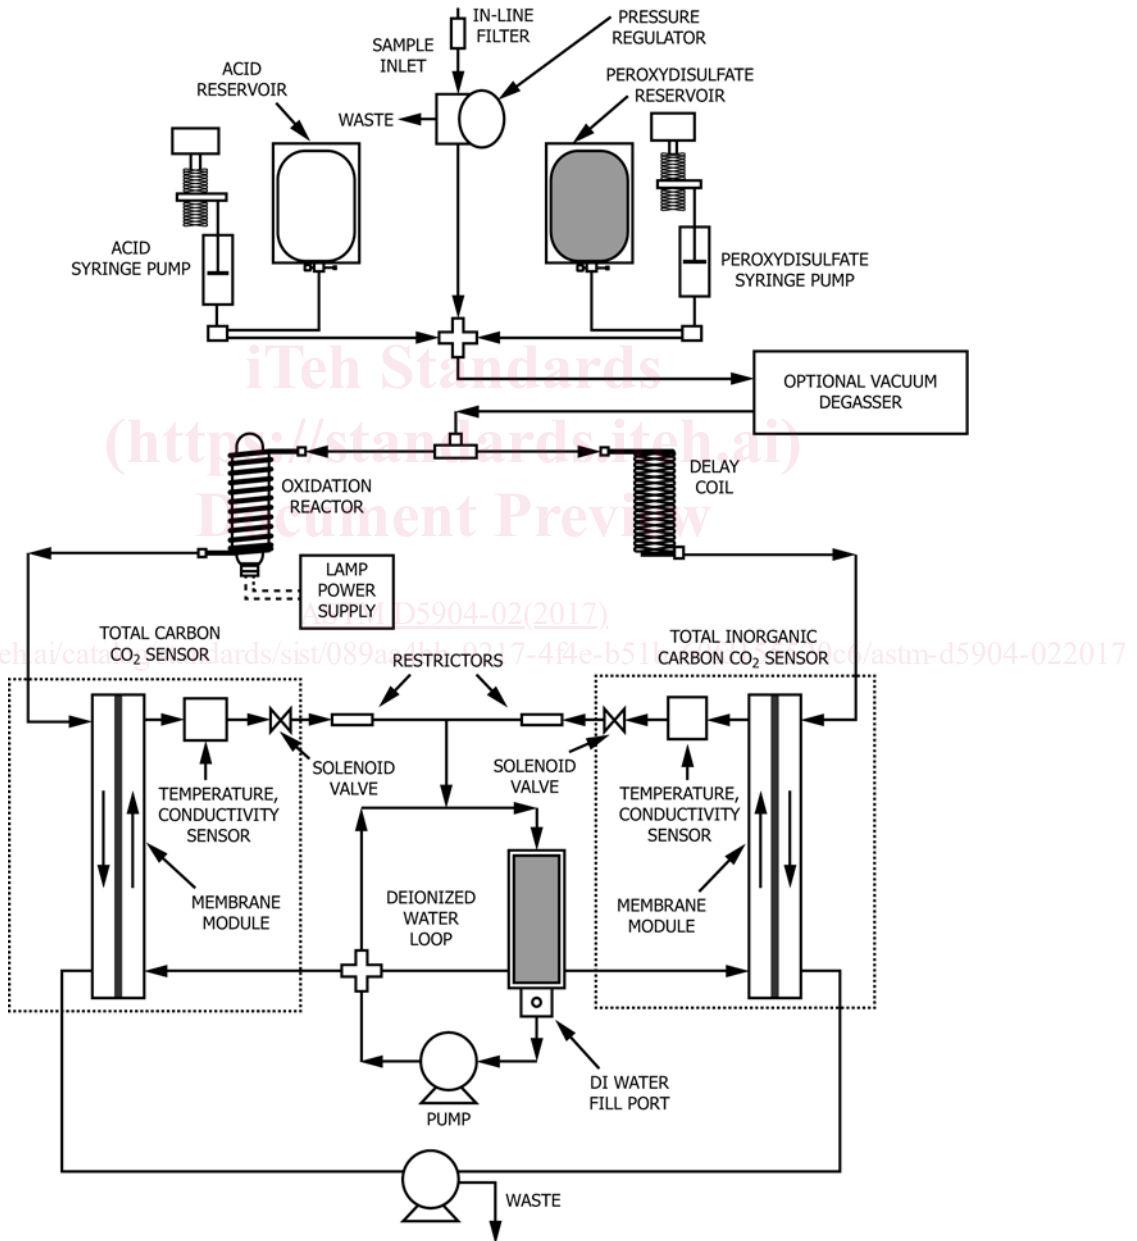 IN-LINE
FILTER
PRESSURE
REGULATOR
SAMPLE
INLET
ACID
RESERVOIR
PEROXYDISULFATE
RESERVOIR
WASTE
ACID
SYRINGE PUMP
PEROXYDISULFATE
SYRINGE PUMP
iTeh Standards
OPTIONAL VACUUM
DEGASSER
(https://standards.iteh.ai)
OXIDATION
REACTOR
DELAY
COIL
Document Preview
LAMP
POWER
SUPPLY
ASTM D5904-02(2017)
TOTAL CARBON
CO₂ SENSOR
RESTRICTORS
TOTAL INORGANIC
CARBON CO₂ SENSOR
SOLENOID
VALVE
SOLENOID
VALVE
TEMPERATURE,
CONDUCTIVITY
SENSOR
TEMPERATURE,
CONDUCTIVITY
SENSOR
MEMBRANE
MODULE
DEIONIZED
WATER
LOOP
MEMBRANE
MODULE
DI WATER
FILL PORT
PUMP
WASTE